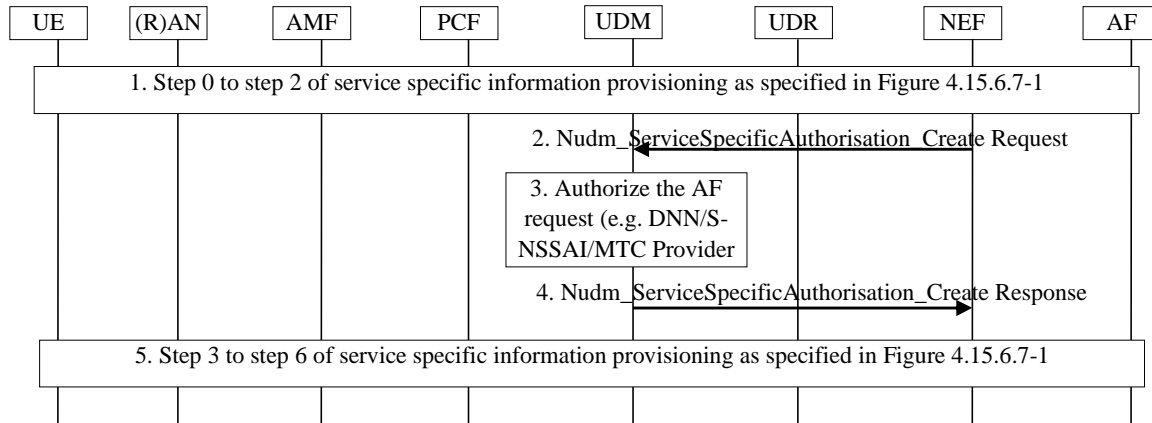 UE (R)AN AMF PCF UDM UDR NEF AF
1. Step 0 to step 2 of service specific information provisioning as specified in Figure 4.15.6.7-1
2. Nudm_ServiceSpecificAuthorisation_Create Request
3. Authorize the AF
request (e.g. DNN/S-
NSSAI/MTC Provider
4. Nudm_ServiceSpecificAuthorisation_Create Response
5. Step 3 to step 6 of service specific information provisioning as specified in Figure 4.15.6.7-1